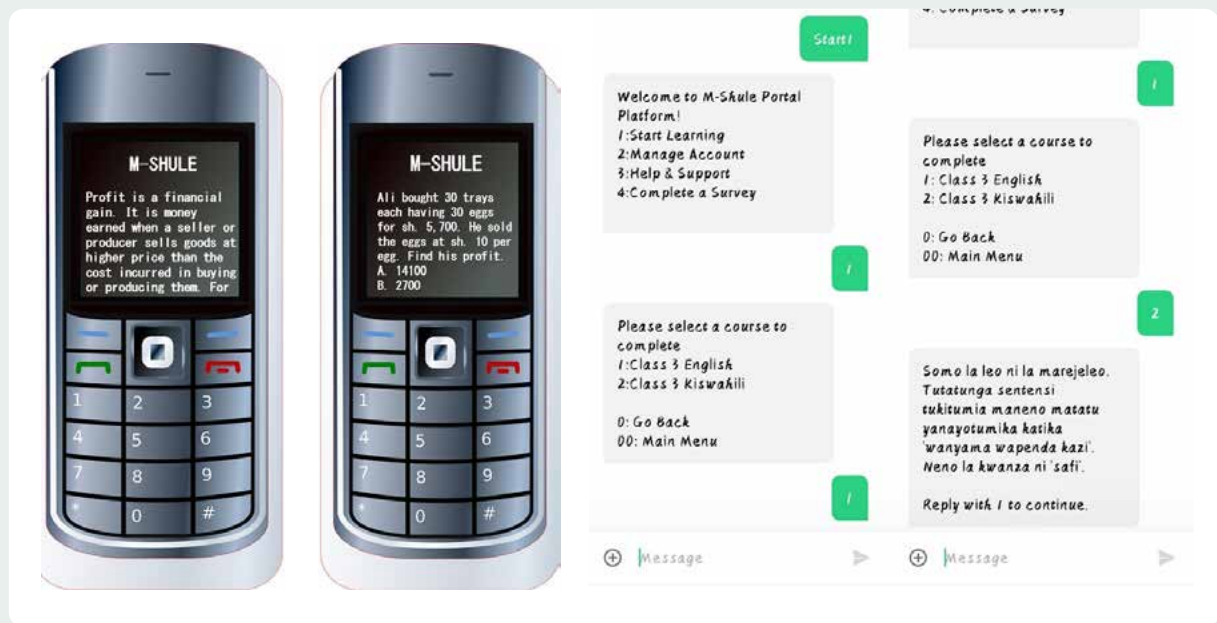 M-SHULE
Profit is a financial
gain. It is money
earned when a seller or
producer sells goods at
higher price than the
cost incurred in buying
or producing them. For
1
2
3
4
5
6
7
8
9
*
0
#
M-SHULE
Ali bought 30 trays
each having 30 eggs
for sh. 5,700. He sold
the eggs at sh. 10 per
egg. Find his profit.
A. 14100
B. 2700
1
2
3
4
5
6
7
8
9
*
0
#
Start!
Welcome to M-Shule Portal
Platform!
1:Start Learning
2:Manage Account
3:Help & Support
4:Complete a Survey
1
Please select a course to
complete
1:Class 3 English
2:Class 3 Kiswahili
0: Go Back
00: Main Menu
1
Message
4: Complete a Survey
1
Please select a course to
complete
1: Class 3 English
2: Class 3 Kiswahili
0: Go Back
00: Main Menu
2
Somo la leo ni la marejeleo.
Tutatunga sentensi
tukitumia maneno matatu
yanayotumika katika
'wanyama wapenda kazi'.
Neno la kwanza ni 'safi'.
Reply with 1 to continue.
Message